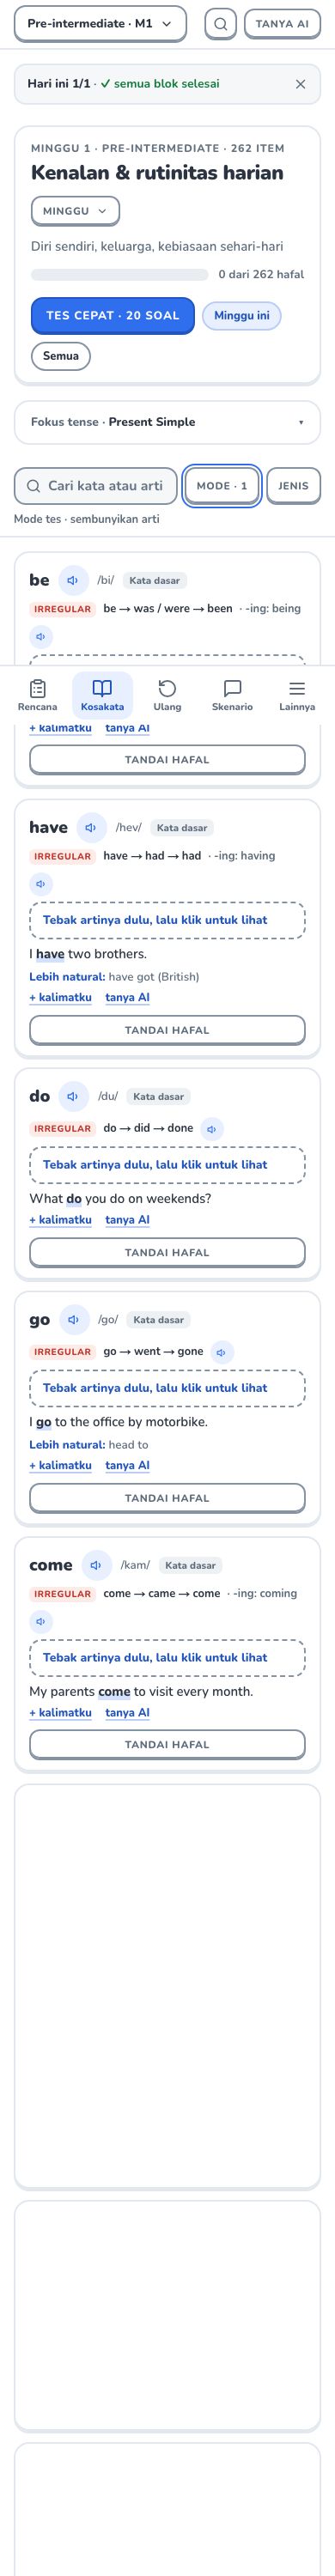 Pre-intermediate · M1
TANYA AI
Hari ini 1/1 · ✓ semua blok selesai
MINGGU 1 · PRE-INTERMEDIATE · 262 ITEM
Kenalan & rutinitas harian
MINGGU
Diri sendiri, keluarga, kebiasaan sehari-hari
0 dari 262 hafal
TES CEPAT · 20 SOAL
Minggu ini
Semua
Fokus tense · Present Simple
Cari kata atau arti
MODE · 1
JENIS
Mode tes · sembunyikan arti
be /bi/ Kata dasar
IRREGULAR be → was / were → been · -ing: being
Rencana
Kosakata
Ulang
Skenario
Lainnya
+ kalimatku tanya AI
TANDAI HAFAL
have /hev/ Kata dasar
IRREGULAR have → had → had · -ing: having
Tebak artinya dulu, lalu klik untuk lihat
I have two brothers.
Lebih natural: have got (British)
+ kalimatku tanya AI
TANDAI HAFAL
do /du/ Kata dasar
IRREGULAR do → did → done
Tebak artinya dulu, lalu klik untuk lihat
What do you do on weekends?
+ kalimatku tanya AI
TANDAI HAFAL
go /go/ Kata dasar
IRREGULAR go → went → gone
Tebak artinya dulu, lalu klik untuk lihat
I go to the office by motorbike.
Lebih natural: head to
+ kalimatku tanya AI
TANDAI HAFAL
come /kam/ Kata dasar
IRREGULAR come → came → come · -ing: coming
Tebak artinya dulu, lalu klik untuk lihat
My parents come to visit every month.
+ kalimatku tanya AI
TANDAI HAFAL